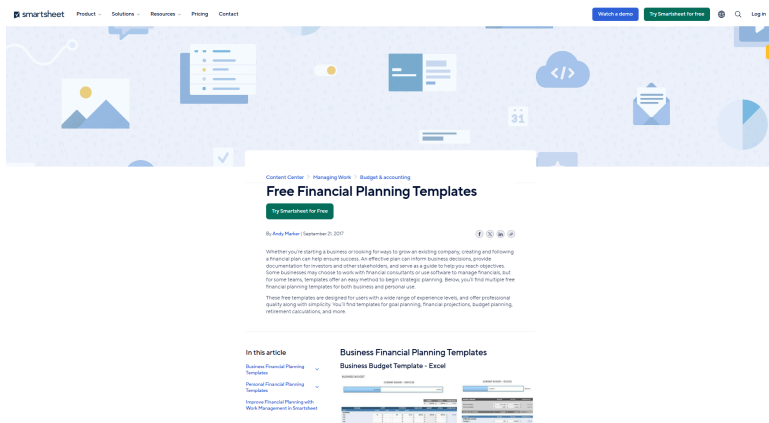 smartsheet
Product Solutions Resources Pricing Contact
Watch a demo
Try Smartsheet for free
Log in
31
Content Center Managing Work Budget & accounting
Free Financial Planning Templates
Try Smartsheet for Free
By Andy Marker | September 21, 2017
Whether you're starting a business or looking for ways to grow an existing company, creating and following
a financial plan can help ensure success. An effective plan can inform business decisions, provide
documentation for investors and other stakeholders, and serve as a guide to help you reach objectives.
Some businesses may choose to work with financial consultants or use software to manage financials, but
for some teams, templates offer an easy method to begin strategic planning. Below, you'll find multiple free
financial planning templates for both business and personal use.
These free templates are designed for users with a wide range of experience levels, and offer professional
quality along with simplicity. You'll find templates for goal planning, financial projections, budget planning,
retirement calculations, and more.
In this article
Business Financial Planning
Templates
Personal Financial Planning
Templates
Improve Financial Planning with
Work Management in Smartsheet
Business Financial Planning Templates
Business Budget Template - Excel